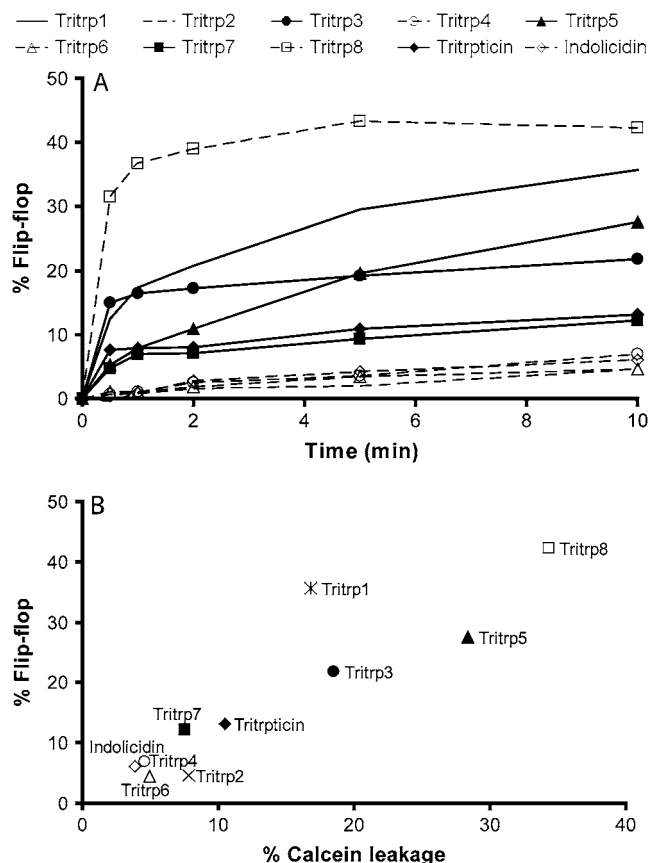 Tritrp1 Tritrp2 Tritrp3 Tritrp4 Tritrp5
Tritrp6 Tritrp7 Tritrp8 Tritrpticin Indolicidin
A
50
40
30
20
10
0
% Flip-flop
0 2 4 6 8 10
Time (min)
B
50
40
30
20
10
0
% Flip-flop
Tritrp8
Tritrp1
Tritrp5
Tritrp3
Tritrp7
Tritrpticin
Indolicidin
Tritrp4
Tritrp2
Tritrp6
0 10 20 30 40
% Calcein leakage